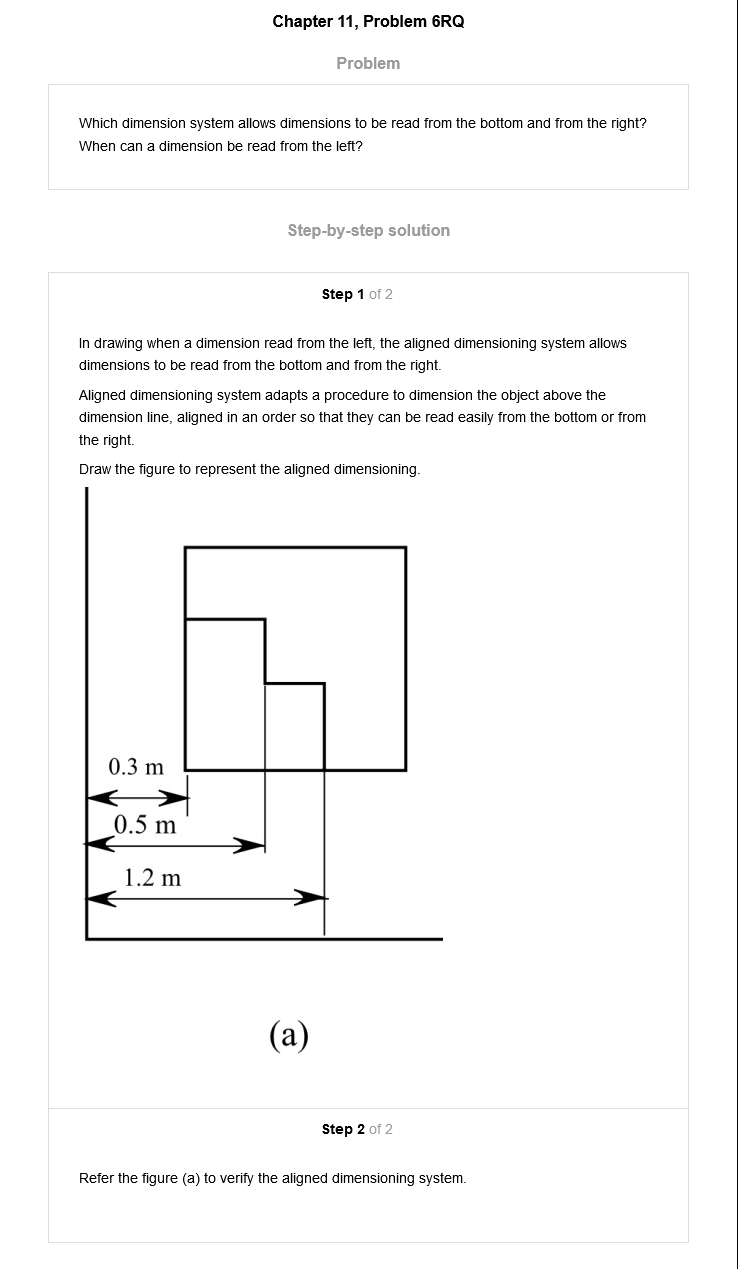 Chapter 11, Problem 6RQ
Problem
Which dimension system allows dimensions to be read from the bottom and from the right?
When can a dimension be read from the left?
Step-by-step solution
Step 1 of 2
In drawing when a dimension read from the left, the aligned dimensioning system allows
dimensions to be read from the bottom and from the right.
Aligned dimensioning system adapts a procedure to dimension the object above the
dimension line, aligned in an order so that they can be read easily from the bottom or from
the right.
Draw the figure to represent the aligned dimensioning.
0.3 m
0.5 m
1.2 m
(a)
Step 2 of 2
Refer the figure (a) to verify the aligned dimensioning system.